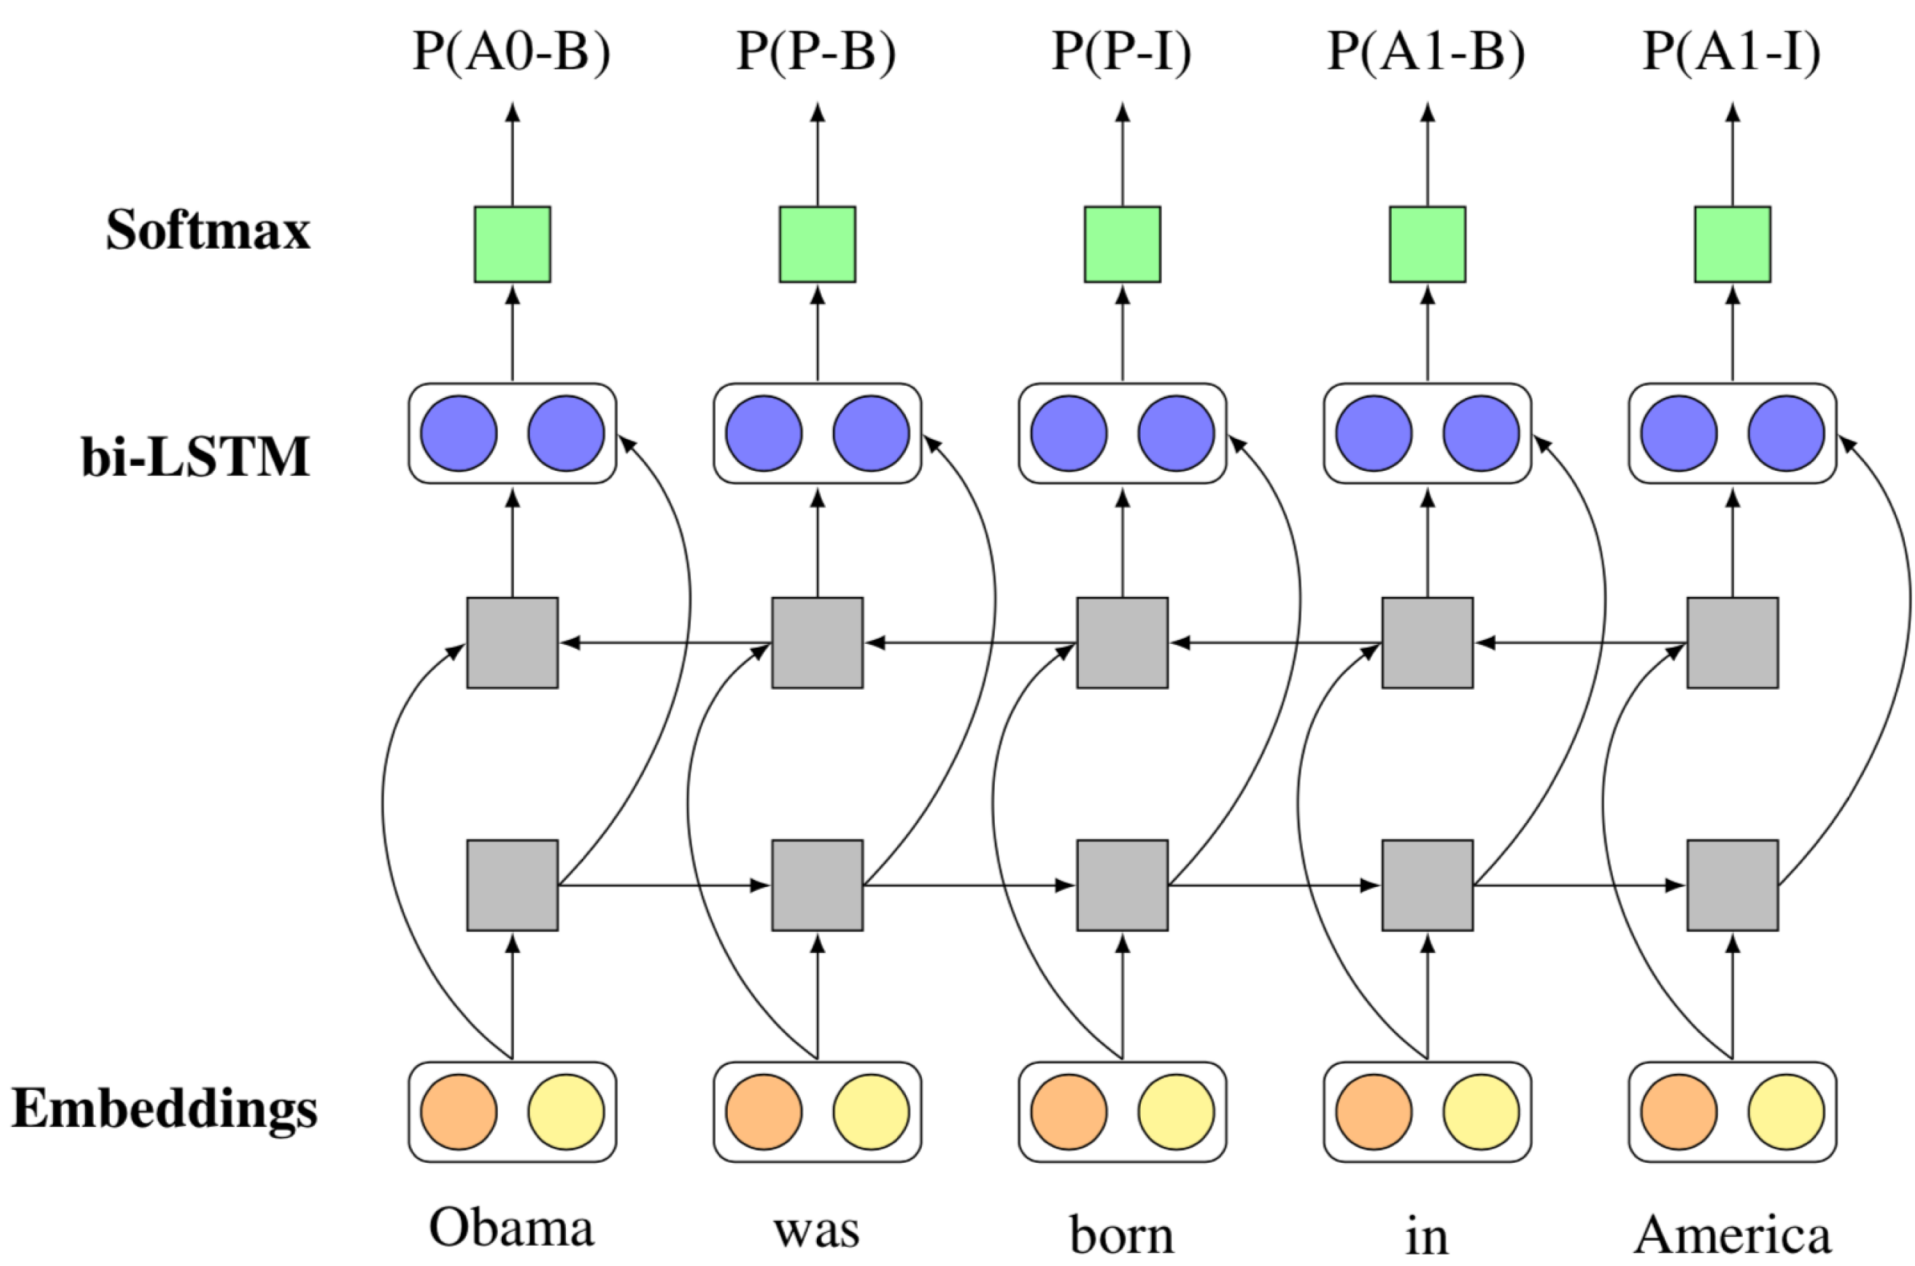 P(A0-B) P(P-B) P(P-I) P(A1-B) P(A1-I)
Softmax
bi-LSTM
Embeddings
Obama was born in America